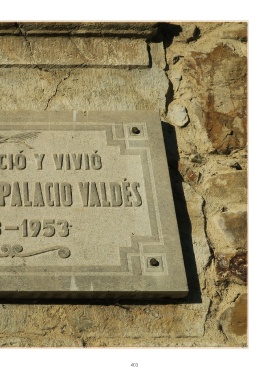 CIÓ Y VIVIÓ
PALACIO VALDÉS
-1953
403